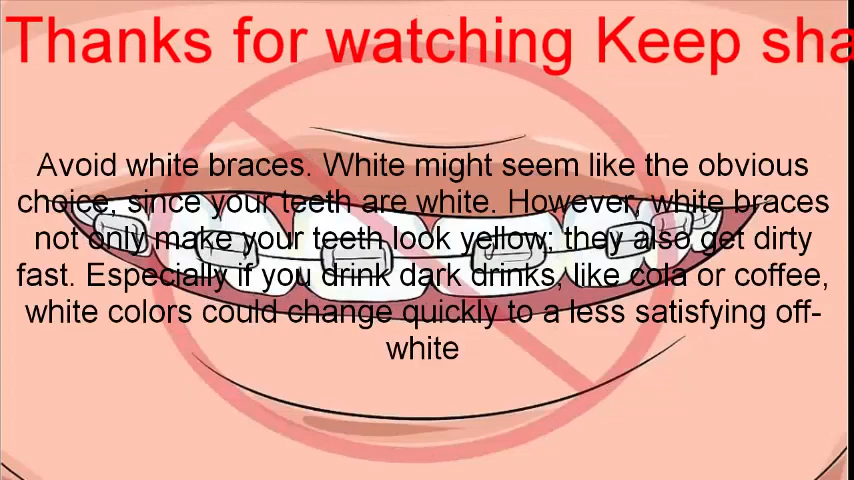 Thanks for watching Keep sha
Avoid white braces. White might seem like the obvious
choice, since your teeth are white. However, white braces
not only make your teeth look yellow; they also get dirty
fast. Especially if you drink dark drinks, like cola or coffee,
white colors could change quickly to a less satisfying off-
white